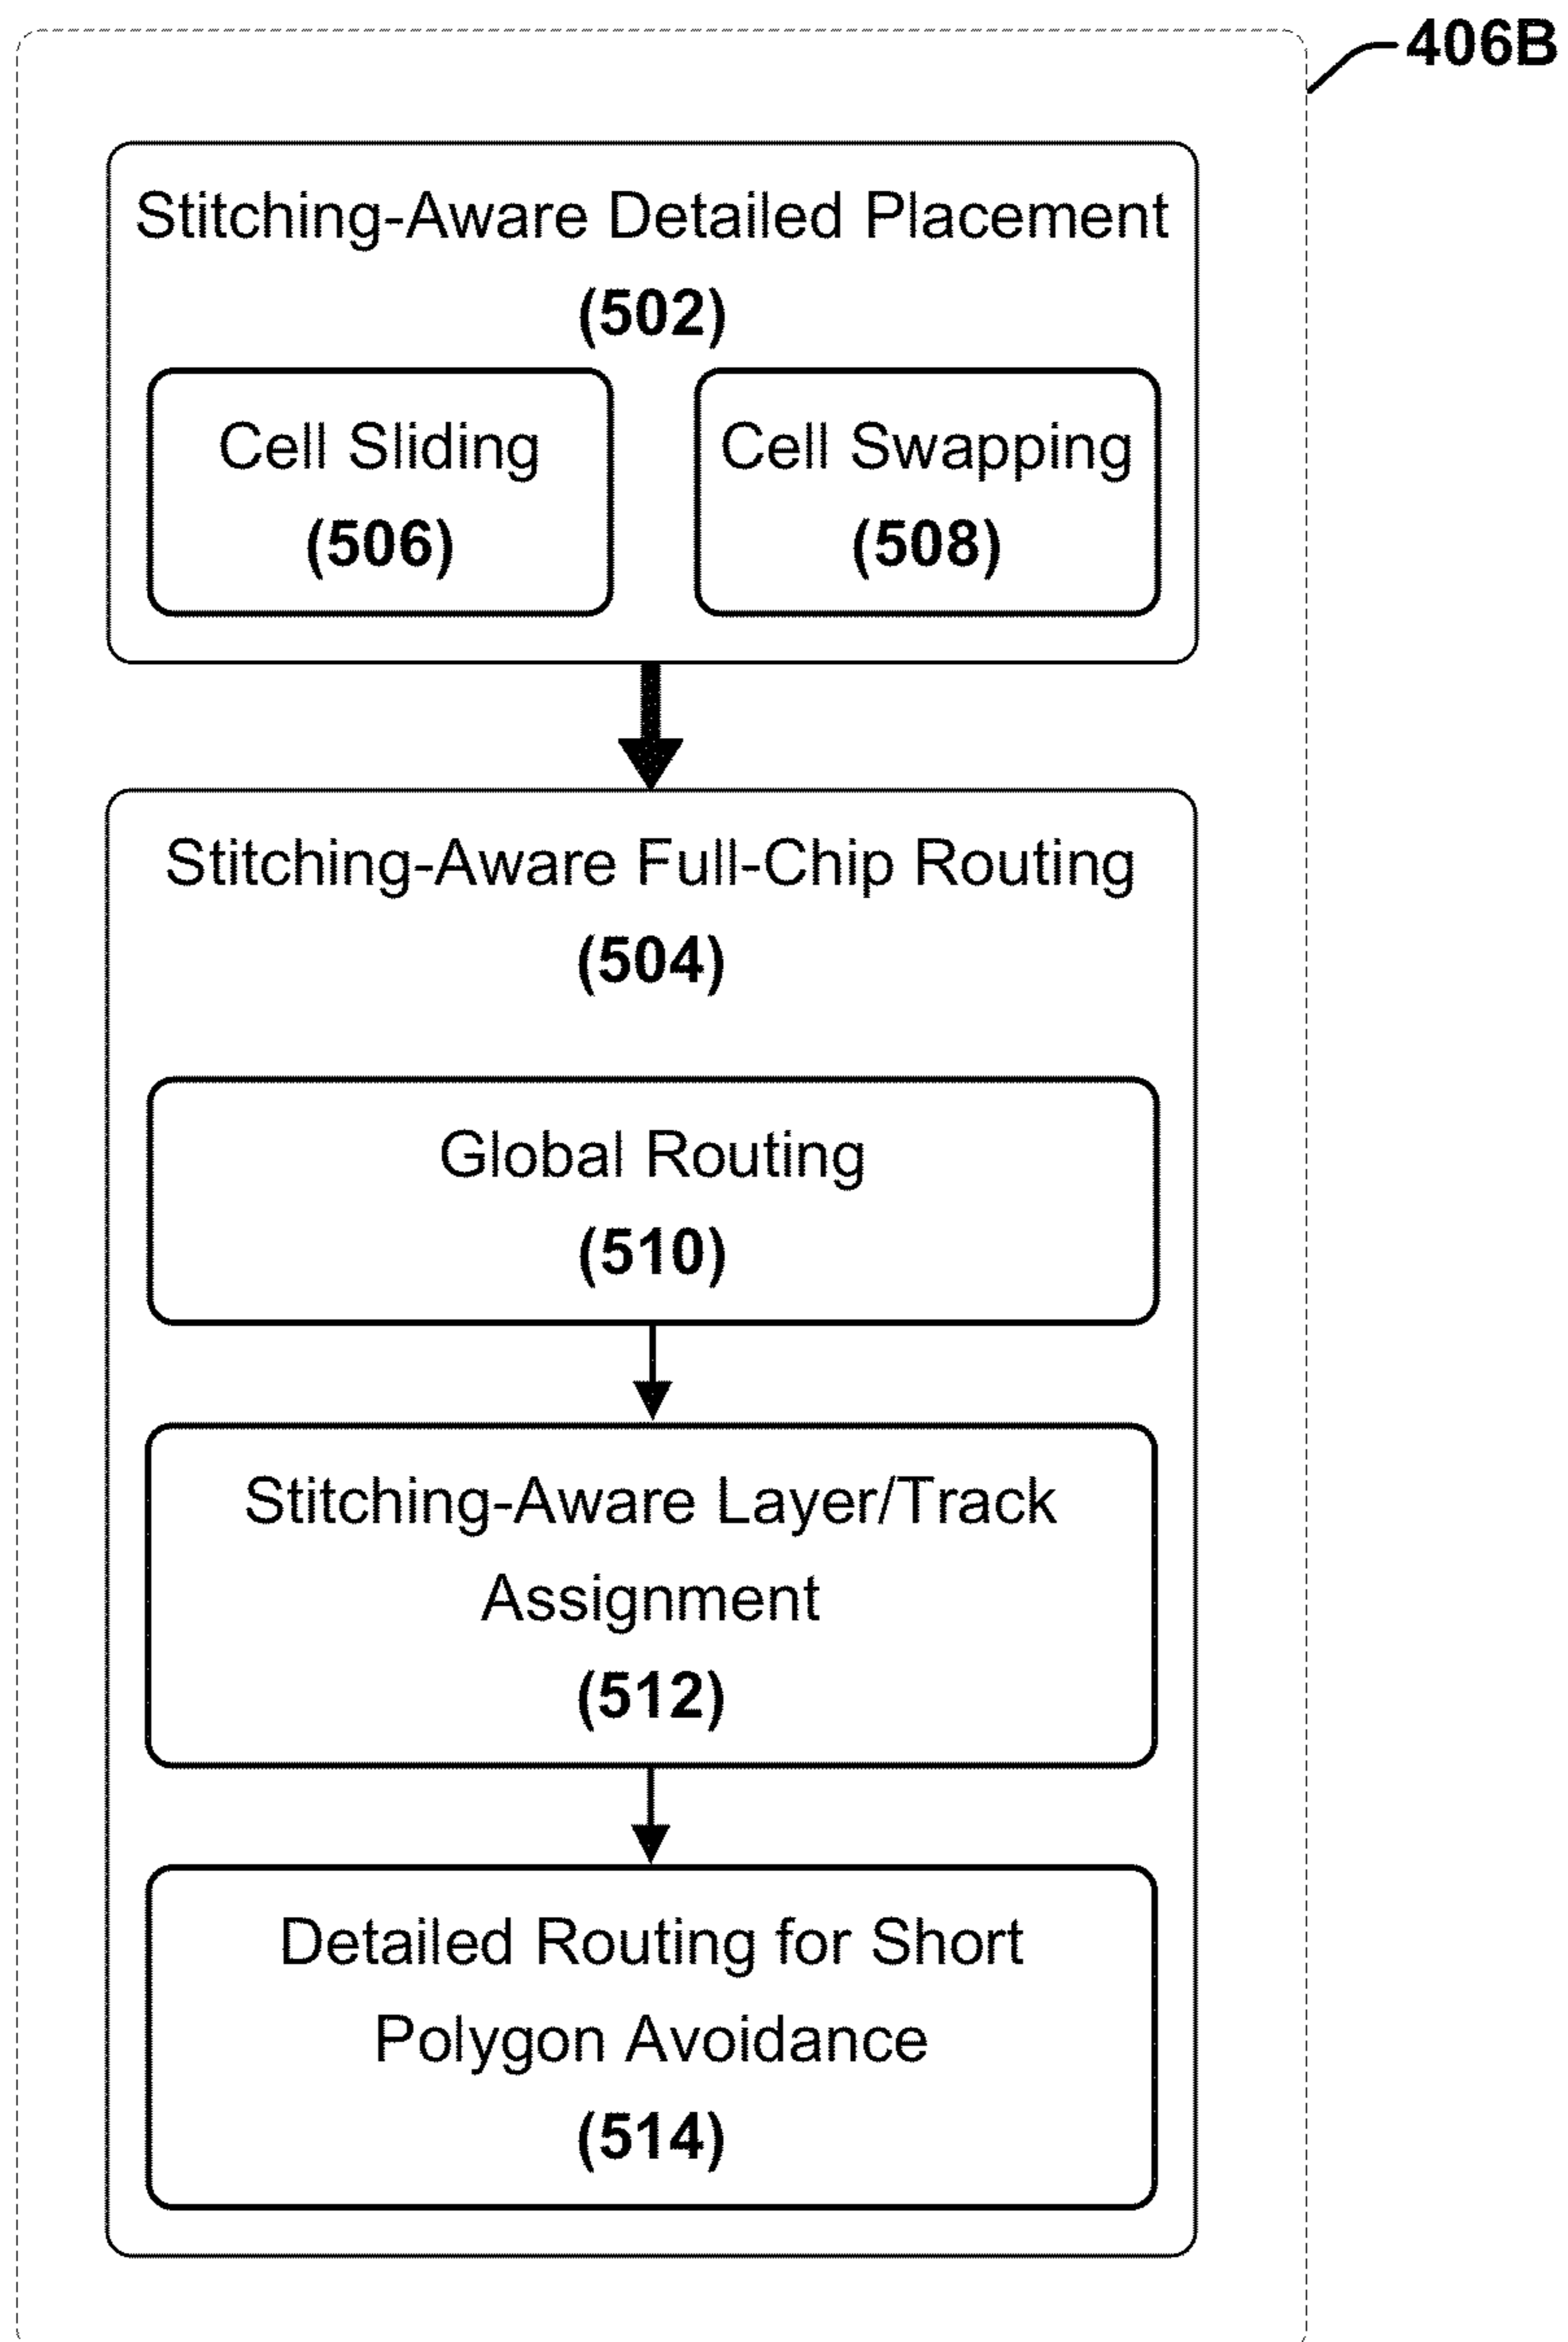 406B
Stitching-Aware Detailed Placement
(502)
Cell Sliding
(506)
Cell Swapping
(508)
Stitching-Aware Full-Chip Routing
(504)
Global Routing
(510)
Stitching-Aware Layer/Track
Assignment
(512)
Detailed Routing for Short
Polygon Avoidance
(514)